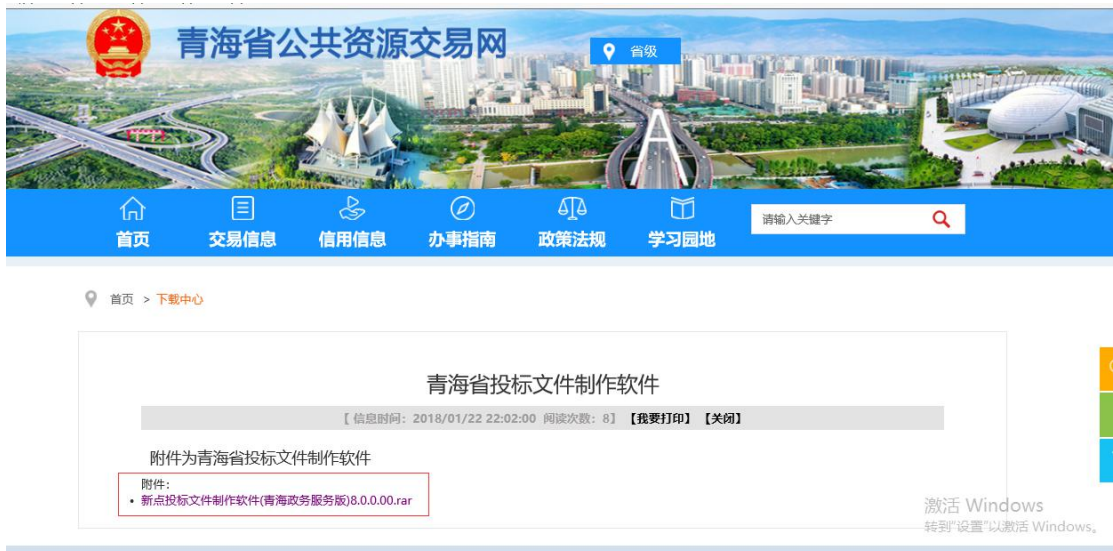 青海省公共资源交易网
省级
首页 交易信息 信用信息 办事指南 政策法规 学习园地 请输入关键字
首页 > 下载中心
青海省投标文件制作软件
【 信息时间：2018/01/22 22:02:00 阅读次数：8】 【我要打印】 【关闭】
附件为青海省投标文件制作软件
附件：
• 新点投标文件制作软件(青海政务服务版)8.0.0.00.rar
激活 Windows
转到"设置"以激活 Windows。